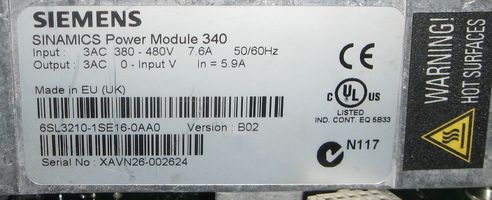 SIEMENS
SINAMICS Power Module 340
Input : 3AC 380 - 480V 7.6A 50/60Hz
Output : 3AC 0 - Input V In = 5.9A
Made in EU (UK)
6SL3210-1SE16-0AA0 Version : B02
Serial No : XAVN26-002624
C UL US
LISTED
IND. CONT. EQ 5B33
N117
WARNING!
HOT SURFACES